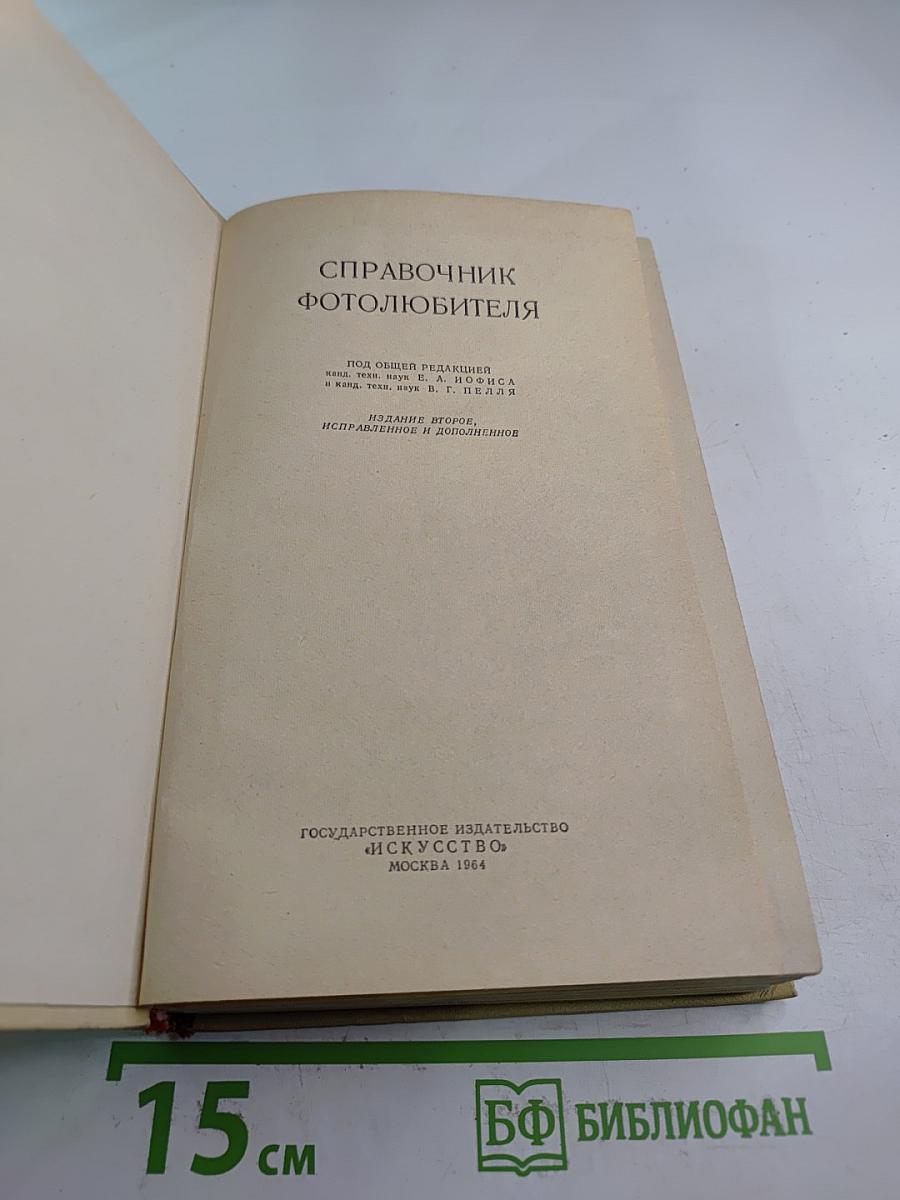 СПРАВОЧНИК
ФОТОЛЮБИТЕЛЯ
ПОД ОБЩЕЙ РЕДАКЦИЕЙ
канд. техн. наук Е. А. ИОФИСА
и канд. техн. наук В. Г. ПЕЛЛЯ
ИЗДАНИЕ ВТОРОЕ,
ИСПРАВЛЕННОЕ И ДОПОЛНЕННОЕ
ГОСУДАРСТВЕННОЕ ИЗДАТЕЛЬСТВО
«ИСКУССТВО»
МОСКВА 1964
15 см
БФ БИБЛИОФАН